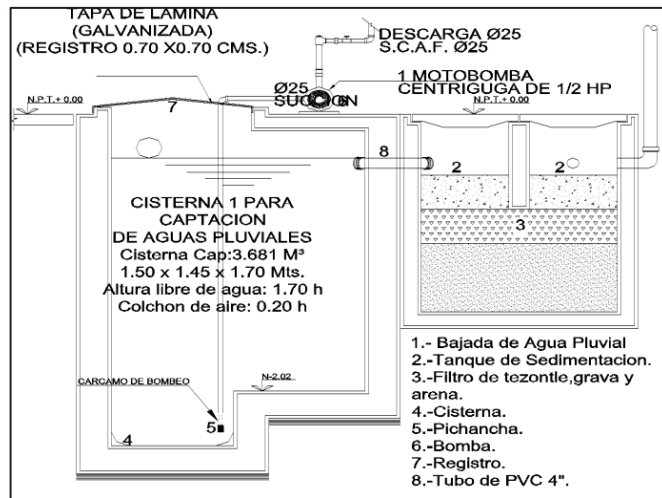 TAPA DE LAMINA
(GALVANIZADA)
(REGISTRO 0.70 X0.70 CMS.)
DESCARGA Ø25
S.C.A.F. Ø25
1 MOTOBOMBA
CENTRIGUGA DE 1/2 HP
Ø25
SUCCION
6
N.P.T.+ 0.00
N.P.T.+ 0.00
7
8
2
2
3
CISTERNA 1 PARA
CAPTACION
DE AGUAS PLUVIALES
Cisterna Cap:3.681 M³
1.50 x 1.45 x 1.70 Mts.
Altura libre de agua: 1.70 h
Colchon de aire: 0.20 h
N-2.02
CARCAMO DE BOMBEO
5
4
1.- Bajada de Agua Pluvial
2.-Tanque de Sedimentacion.
3.-Filtro de tezontle,grava y
arena.
4.-Cisterna.
5.-Pichancha.
6.-Bomba.
7.-Registro.
8.-Tubo de PVC 4".